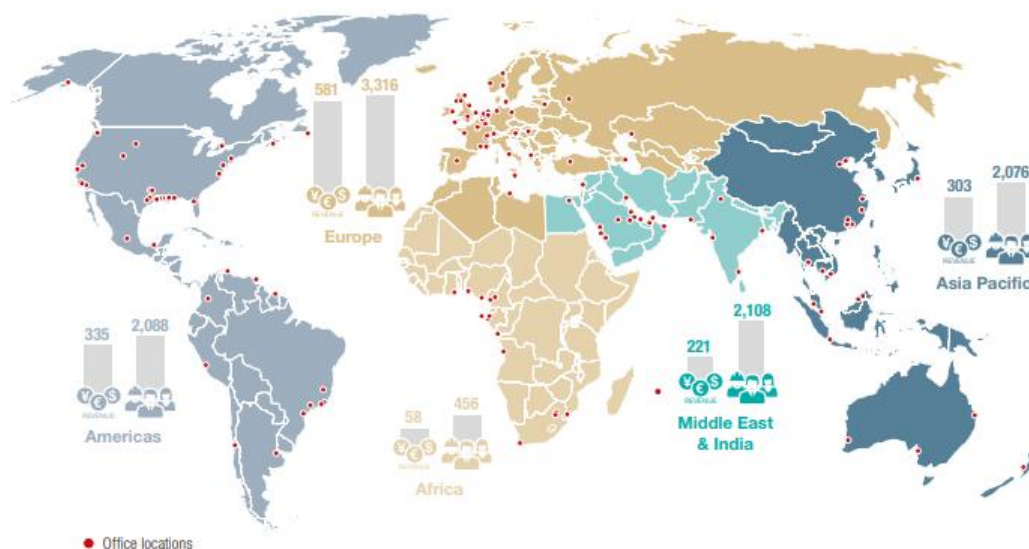 581
3,316
¥ € $
REVENUE
Europe
303
2,076
¥ € $
REVENUE
Asia Pacific
335
2,088
¥ € $
REVENUE
Americas
221
2,108
¥ € $
REVENUE
Middle East
& India
58
456
¥ € $
REVENUE
Africa
Office locations